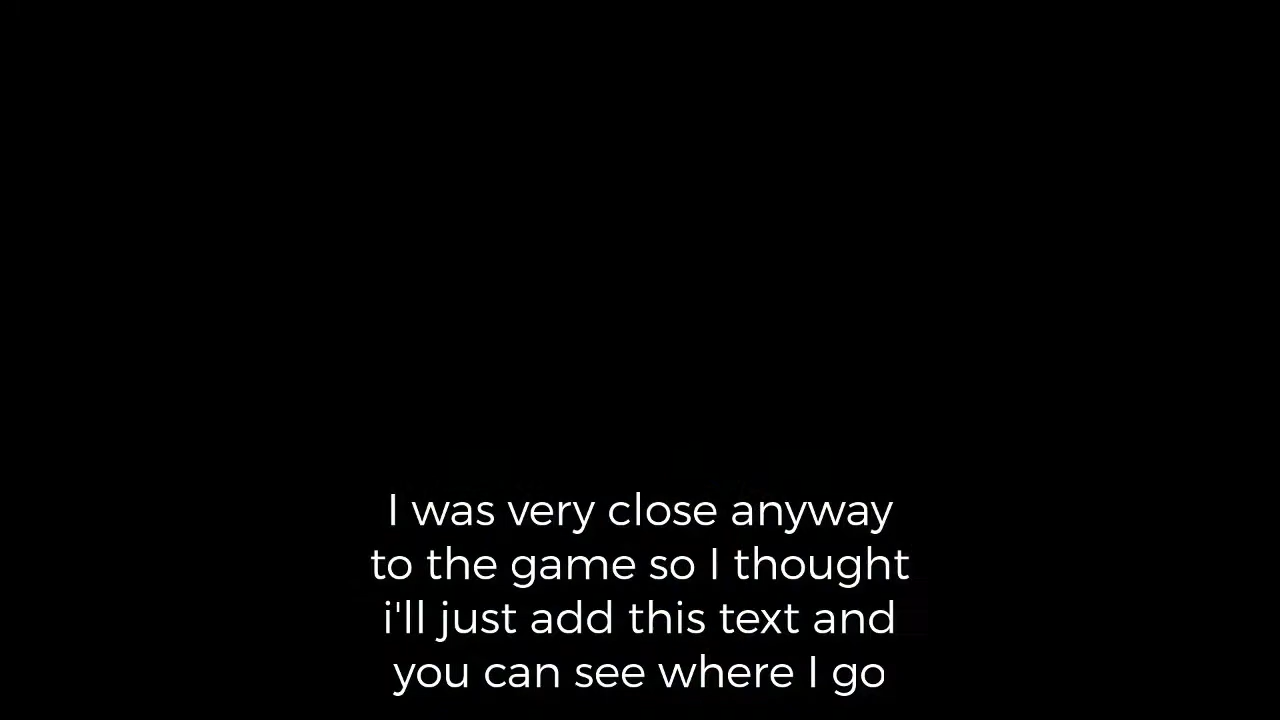 I was very close anyway
to the game so I thought
i'll just add this text and
you can see where I go